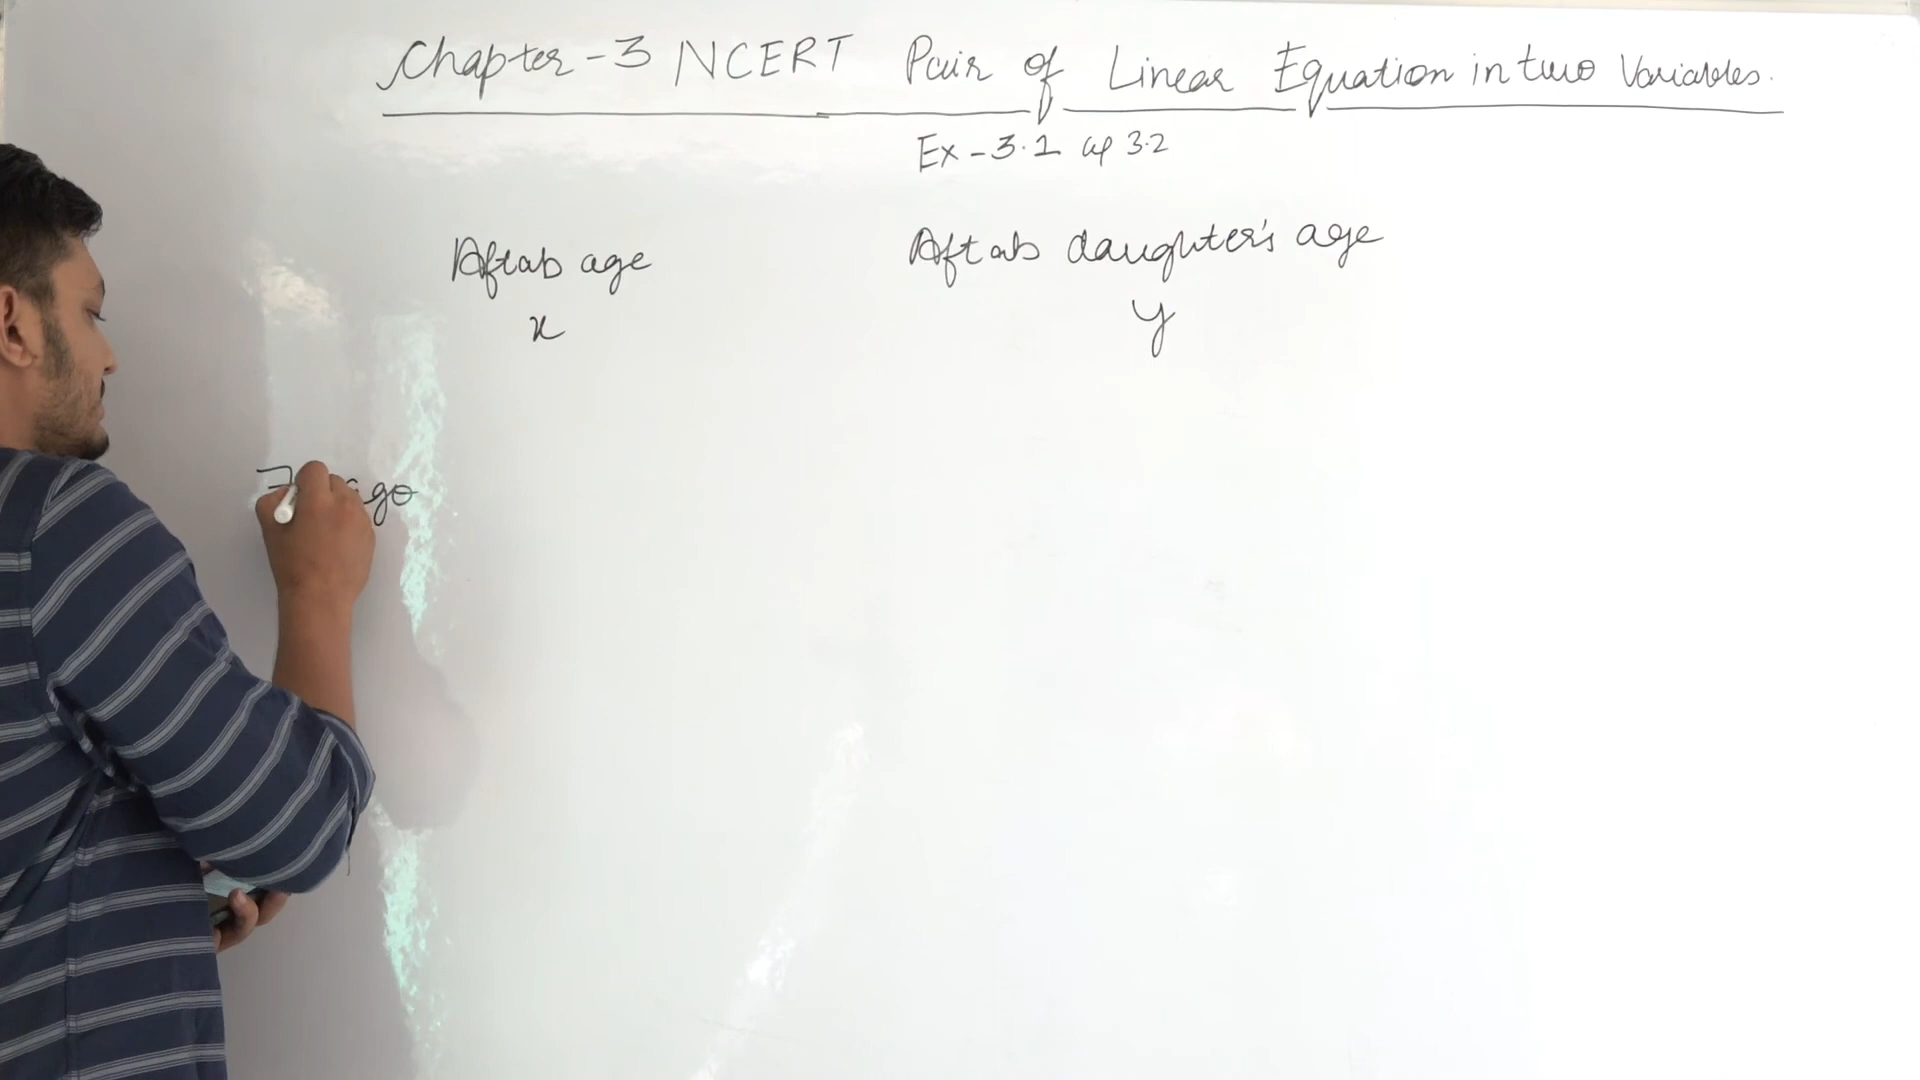 Chapter - 3 NCERT Pair of Linear Equation in two Variables.
Ex - 3.1 3.2
Aftab age
Aftab daughter's age
x
y
7 ago